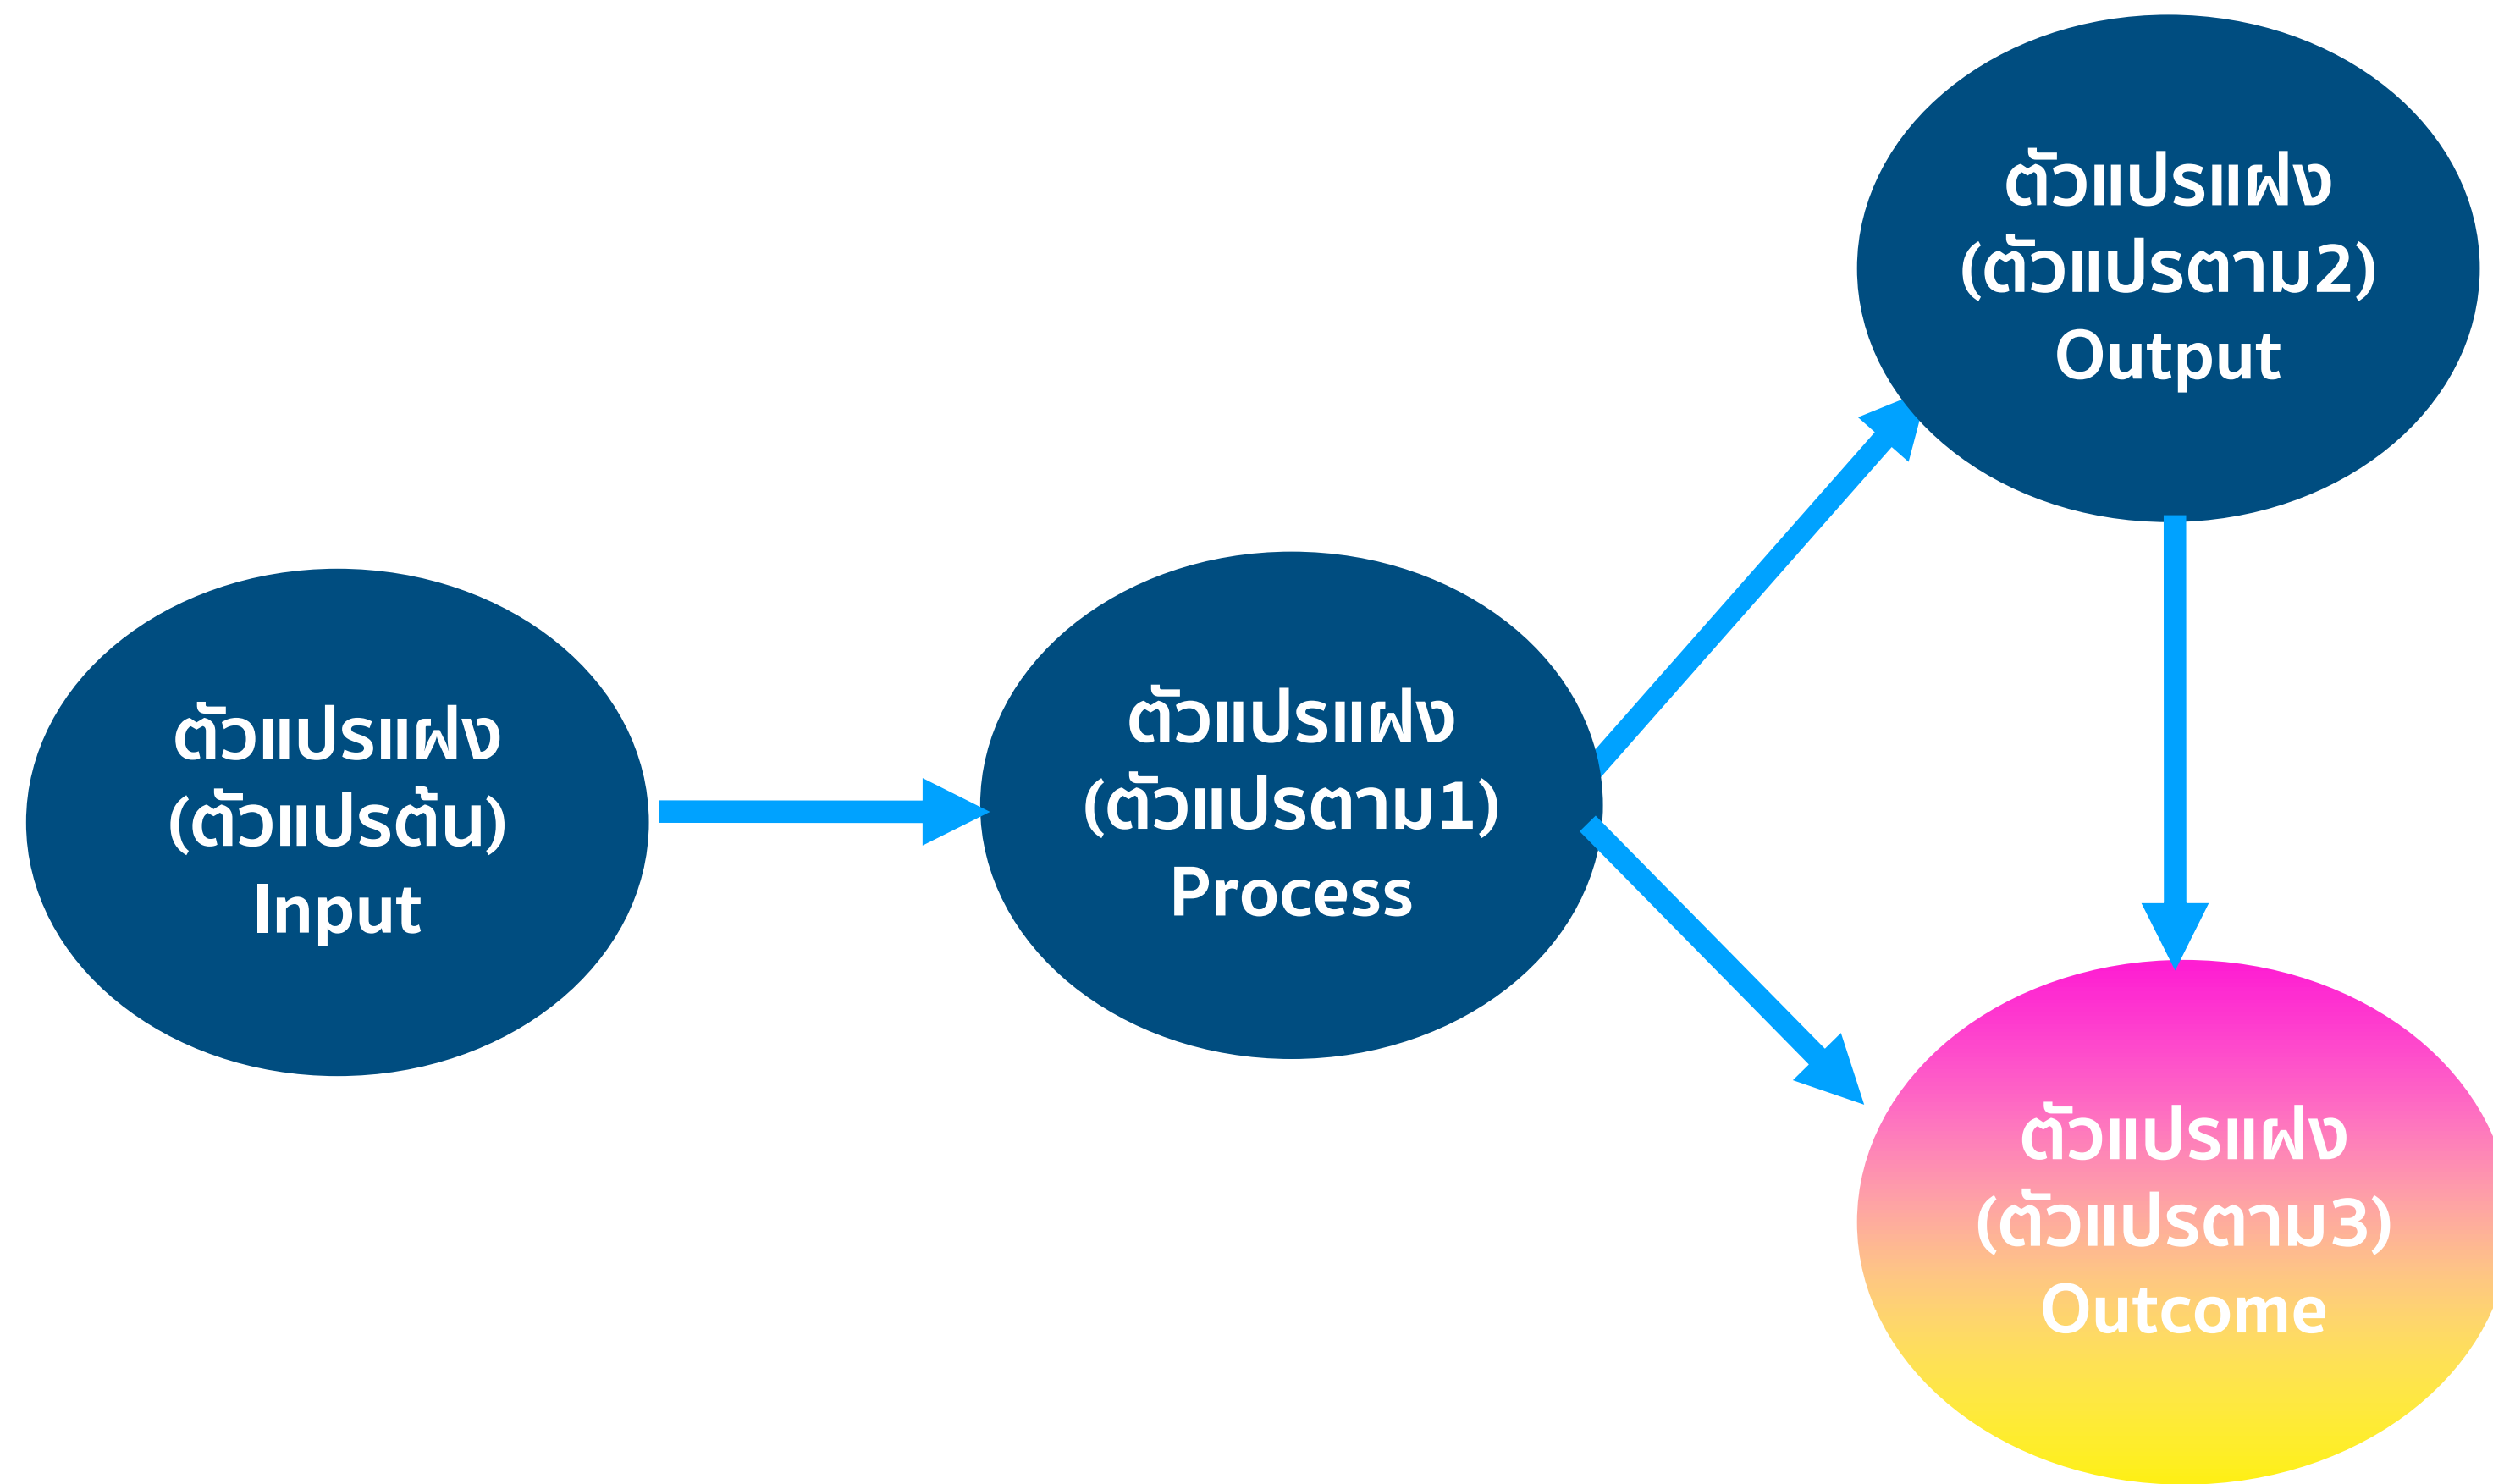 ตัวแปรแฝง
(ตัวแปรต้น)
Input
ตัวแปรแฝง
(ตัวแปรตาม1)
Process
ตัวแปรแฝง
(ตัวแปรตาม2)
Output
ตัวแปรแฝง
(ตัวแปรตาม3)
Outcome